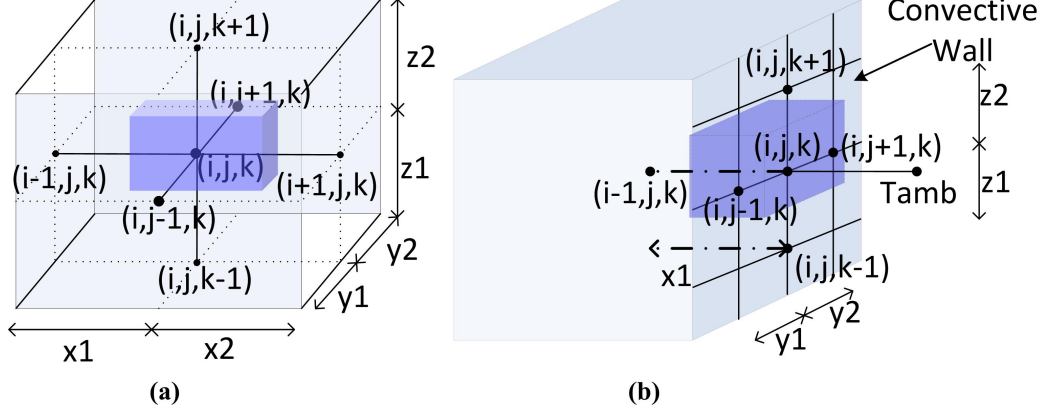 (i,j,k+1)
z2
(i,j+1,k)
(i,j,k)
(i-1,j,k)
(i+1,j,k)
z1
(i,j-1,k)
y2
(i,j,k-1)
y1
x1
x2
(a)
Convective
Wall
(i,j,k+1)
z2
(i,j,k)
(i,j+1,k)
(i-1,j,k)
(i,j-1,k)
Tamb
z1
x1
(i,j,k-1)
y2
y1
(b)